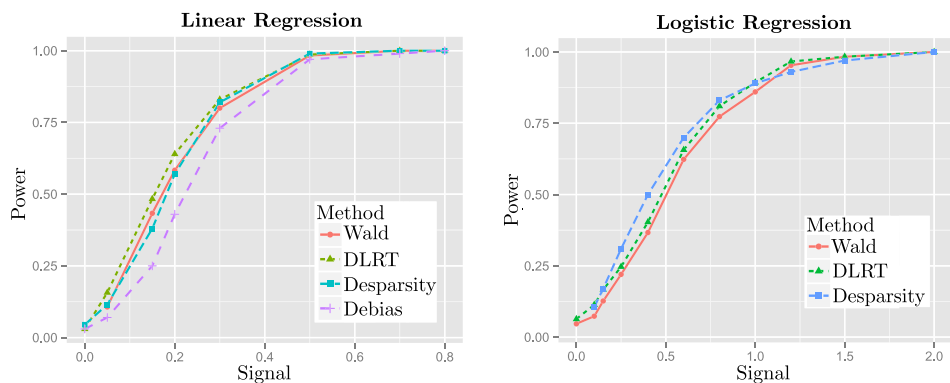 Linear Regression
1.00
0.75
0.50
0.25
0.00
Power
Method
Wald
DLRT
Desparsity
Debias
0.0 0.2 0.4 0.6 0.8
Signal
Logistic Regression
1.00
0.75
0.50
0.25
0.00
Power
Method
Wald
DLRT
Desparsity
0.0 0.5 1.0 1.5 2.0
Signal